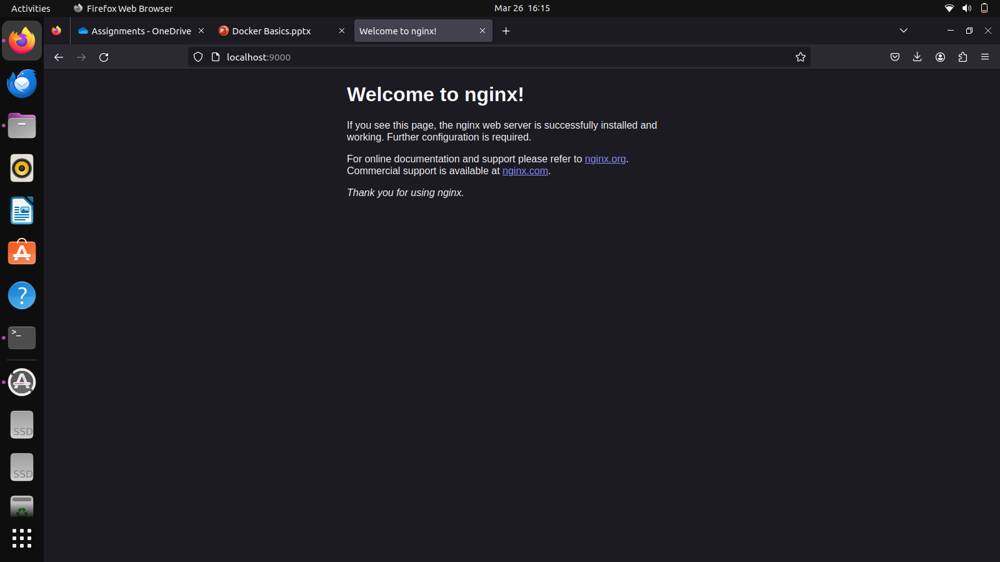 Activities
Firefox Web Browser
Mar 26 16:15
Assignments - OneDrive
Docker Basics.pptx
Welcome to nginx!
localhost:9000
Welcome to nginx!
If you see this page, the nginx web server is successfully installed and
working. Further configuration is required.
For online documentation and support please refer to nginx.org.
Commercial support is available at nginx.com.
Thank you for using nginx.
?
>_
SSD
SSD